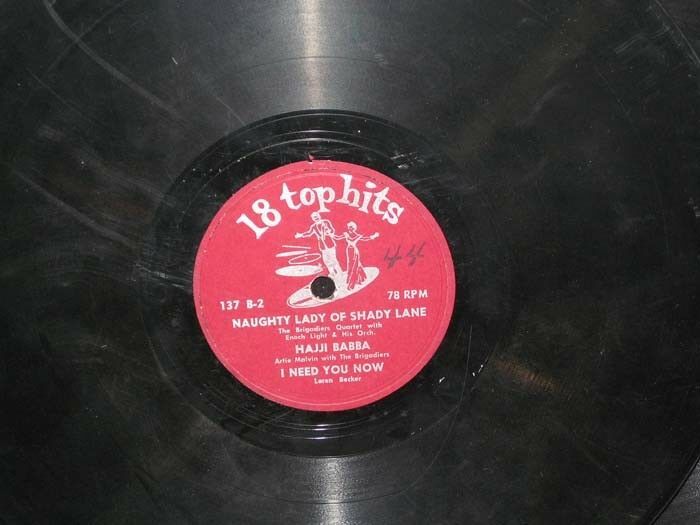 18 top hits
137 B-2 78 RPM
NAUGHTY LADY OF SHADY LANE
The Brigadiers Quartet with
Enoch Light & His Orch.
HAJJI BABBA
Artie Malvin with The Brigadiers
I NEED YOU NOW
Loren Becker